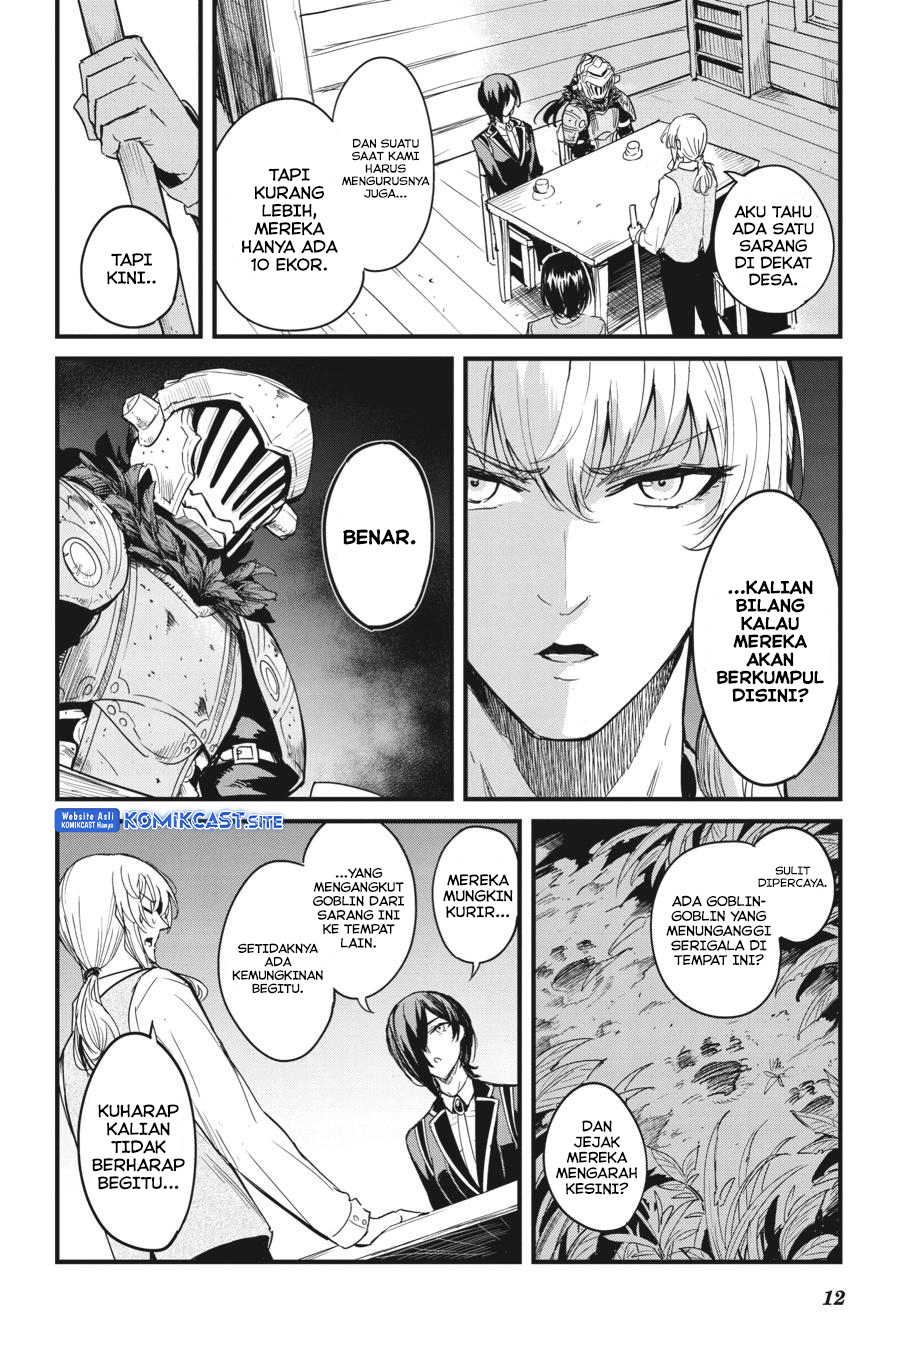 AKU TAHU
ADA SATU
SARANG
DI DEKAT
DESA.
DAN SUATU
SAAT KAMI
HARUS
MENGURUSNYA
JUGA...
TAPI
KURANG
LEBIH,
MEREKA
HANYA ADA
10 EKOR.
TAPI
KINI..
...KALIAN
BILANG
KALAU
MEREKA
AKAN
BERKUMPUL
DISINI?
BENAR.
SULIT
DIPERCAYA.
ADA GOBLIN-
GOBLIN YANG
MENUNGGANGI
SERIGALA DI
TEMPAT INI?
DAN
JEJAK
MEREKA
MENGARAH
KESINI?
MEREKA
MUNGKIN
KURIR...
...YANG
MENGANGKUT
GOBLIN DARI
SARANG INI
KE TEMPAT
LAIN.
SETIDAKNYA
ADA
KEMUNGKINAN
BEGITU.
KUHARAP
KALIAN
TIDAK
BERHARAP
BEGITU...
Website Asli
KOMIKCAST Hanya
KOMIKCAST.SITE
12